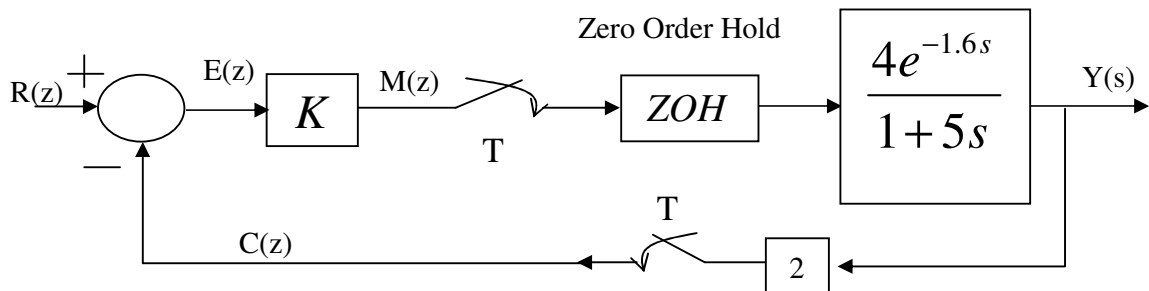 Zero Order Hold
R(z)
+
E(z)
K
M(z)
T
ZOH
4e^{-1.6s}
1+5s
Y(s)
−
C(z)
T
2